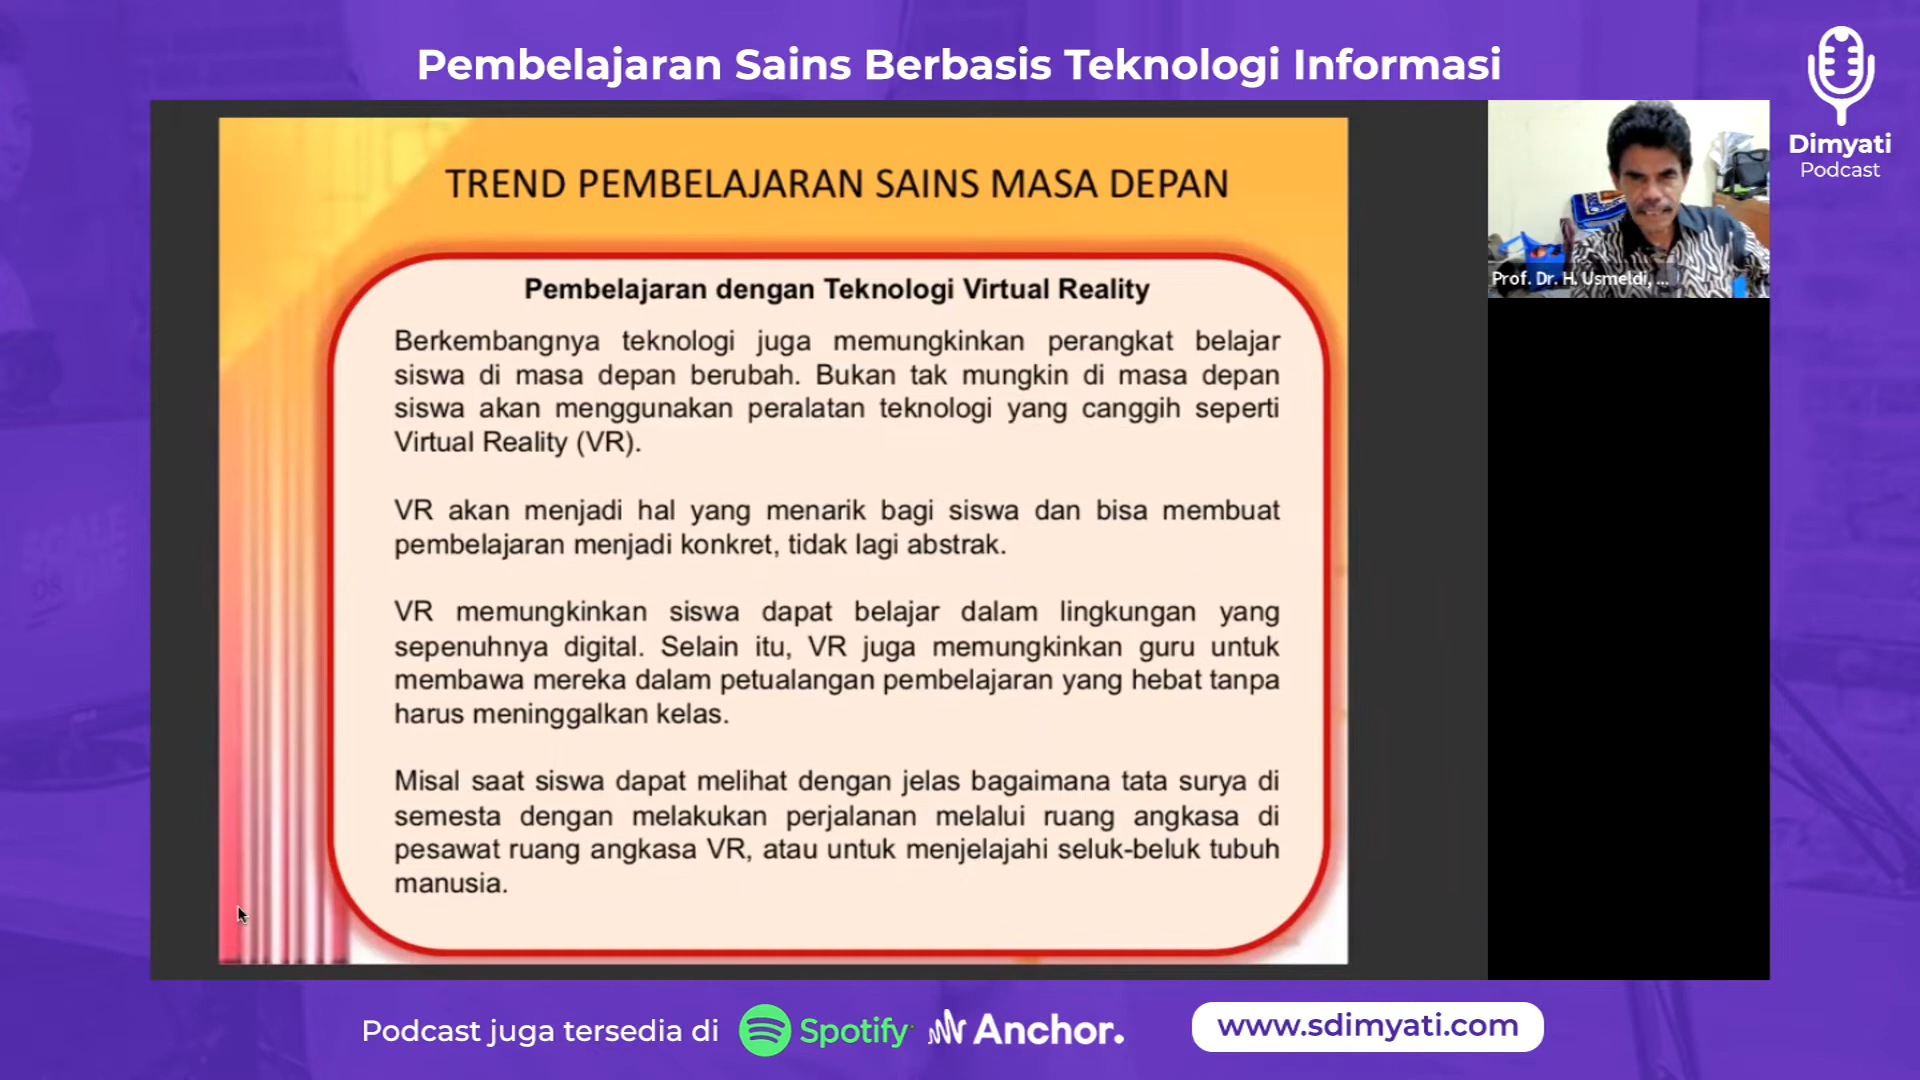 Pembelajaran Sains Berbasis Teknologi Informasi
Dimyati
Podcast
TREND PEMBELAJARAN SAINS MASA DEPAN
Pembelajaran dengan Teknologi Virtual Reality
Berkembangnya teknologi juga memungkinkan perangkat belajar
siswa di masa depan berubah. Bukan tak mungkin di masa depan
siswa akan menggunakan peralatan teknologi yang canggih seperti
Virtual Reality (VR).
VR akan menjadi hal yang menarik bagi siswa dan bisa membuat
pembelajaran menjadi konkret, tidak lagi abstrak.
VR memungkinkan siswa dapat belajar dalam lingkungan yang
sepenuhnya digital. Selain itu, VR juga memungkinkan guru untuk
membawa mereka dalam petualangan pembelajaran yang hebat tanpa
harus meninggalkan kelas.
Misal saat siswa dapat melihat dengan jelas bagaimana tata surya di
semesta dengan melakukan perjalanan melalui ruang angkasa di
pesawat ruang angkasa VR, atau untuk menjelajahi seluk-beluk tubuh
manusia.
Prof. Dr. H. Usmeldi, ...
Podcast juga tersedia di Spotify Anchor.
www.sdimyati.com